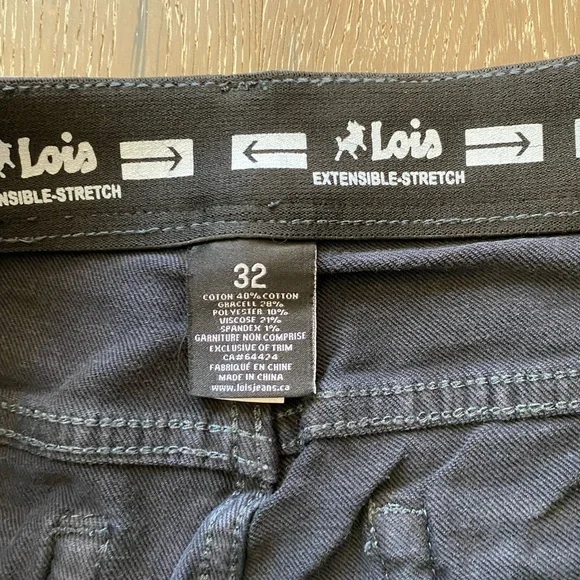 Lois
NSIBLE-STRETCH
Lois
EXTENSIBLE-STRETCH
32
COTON 40% COTTON
GRACELL 28%
POLYESTER 10%
VISCOSE 21%
SPANDEX 1%
GARNITURE NON COMPRISE
EXCLUSIVE OF TRIM
CA#64424
FABRIQUÉ EN CHINE
MADE IN CHINA
www.loisjeans.ca